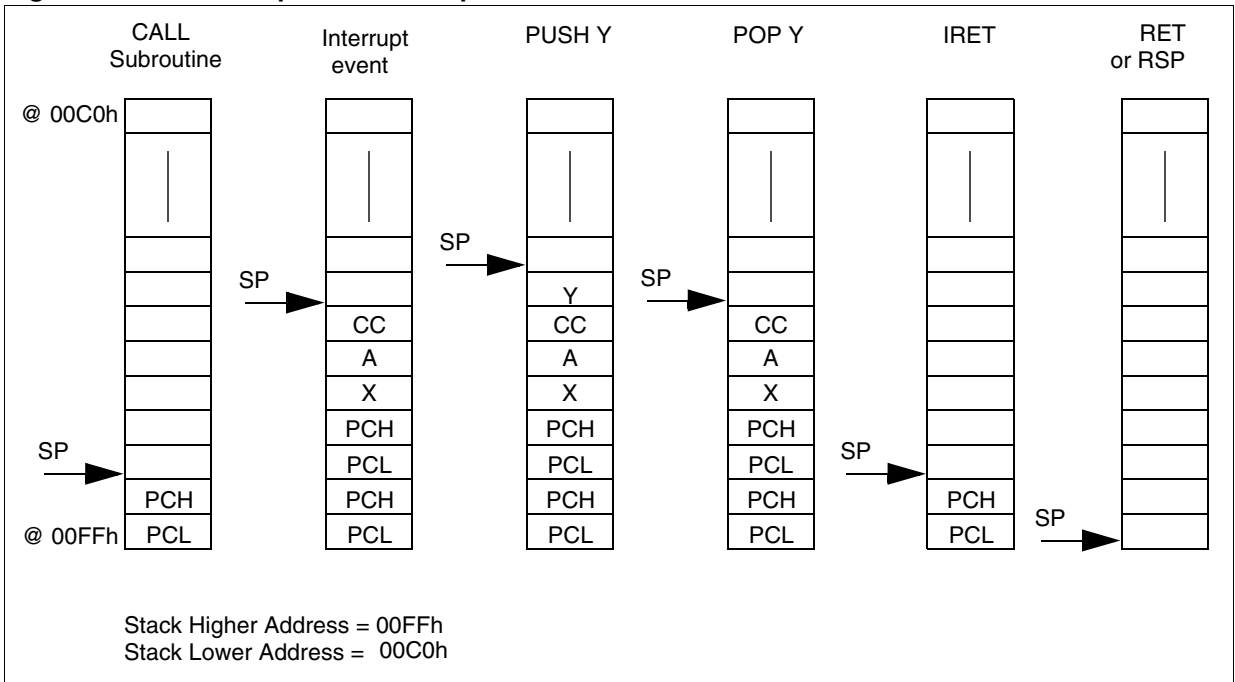 CALL
Subroutine
Interrupt
event
PUSH Y
POP Y
IRET
RET
or RSP
@ 00C0h
SP
SP
SP
Y
CC
CC
CC
A
A
A
X
X
X
PCH
PCH
PCH
SP
SP
PCL
PCL
PCL
PCH
PCH
PCH
PCH
PCH
SP
@ 00FFh
PCL
PCL
PCL
PCL
PCL
Stack Higher Address = 00FFh
Stack Lower Address = 00C0h